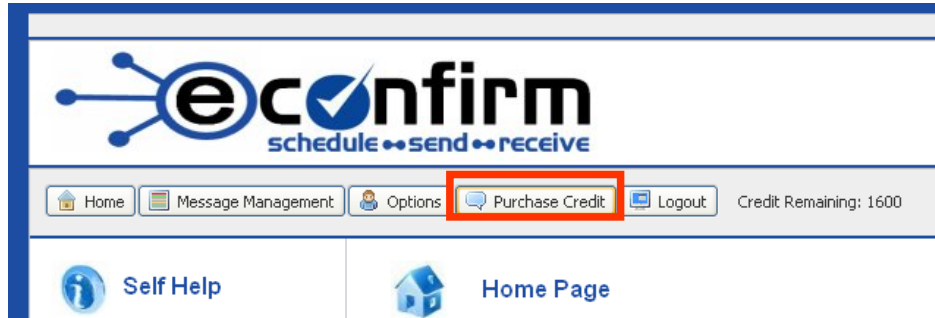 econfirm
schedule send receive
Home Message Management Options Purchase Credit Logout Credit Remaining: 1600
Self Help Home Page